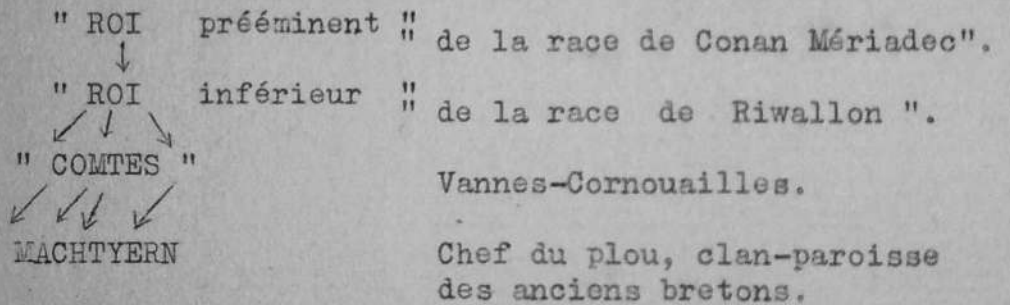 " ROI prééminent " de la race de Conan Mériadec".
" ROI inférieur " de la race de Riwallon ".
" COMTES " Vannes-Cornouailles.
MACHTYERN Chef du plou, clan-paroisse
des anciens bretons.